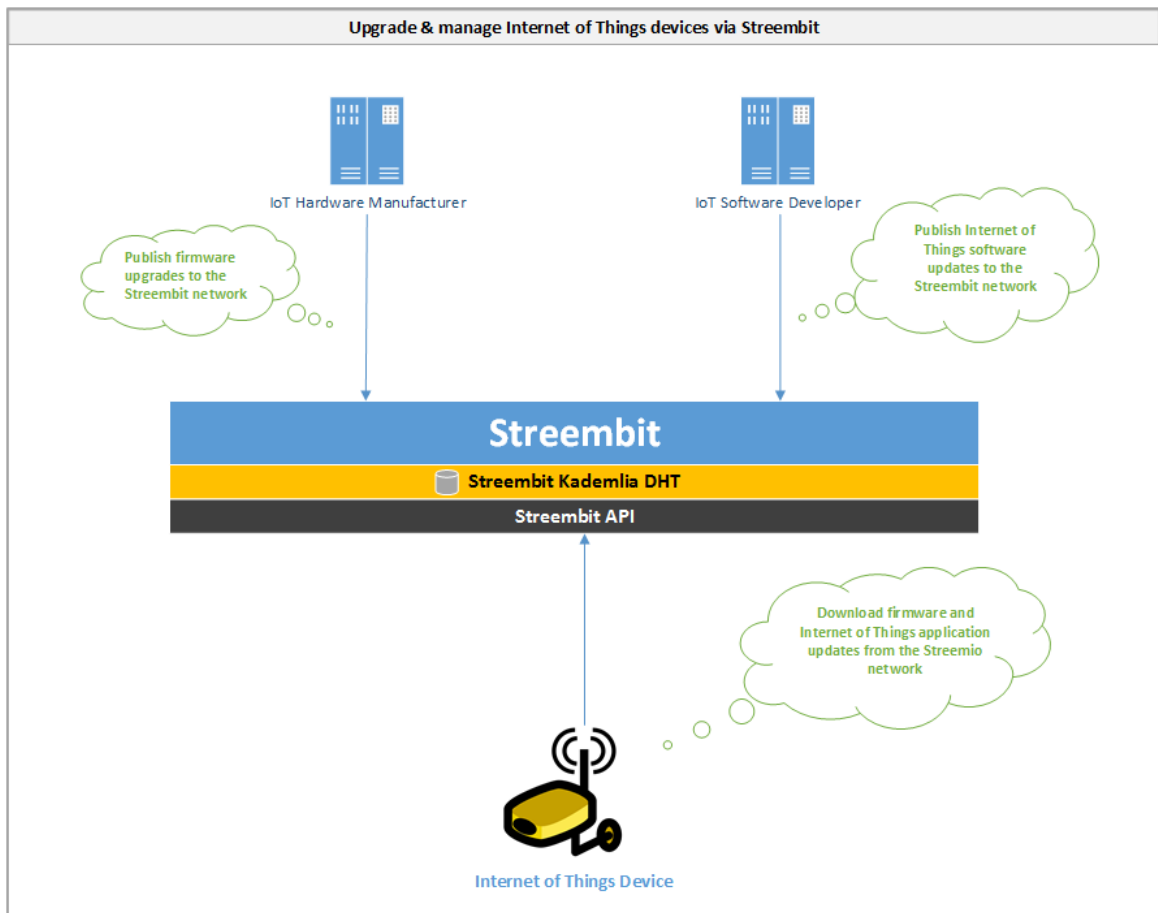 Upgrade & manage Internet of Things devices via Streembit
IoT Hardware Manufacturer
IoT Software Developer
Publish firmware
upgrades to the
Streembit network
Publish Internet of
Things software
updates to the
Streembit network
Streembit
Streembit Kademlia DHT
Streembit API
Download firmware and
Internet of Things application
updates from the Streemio
network
Internet of Things Device